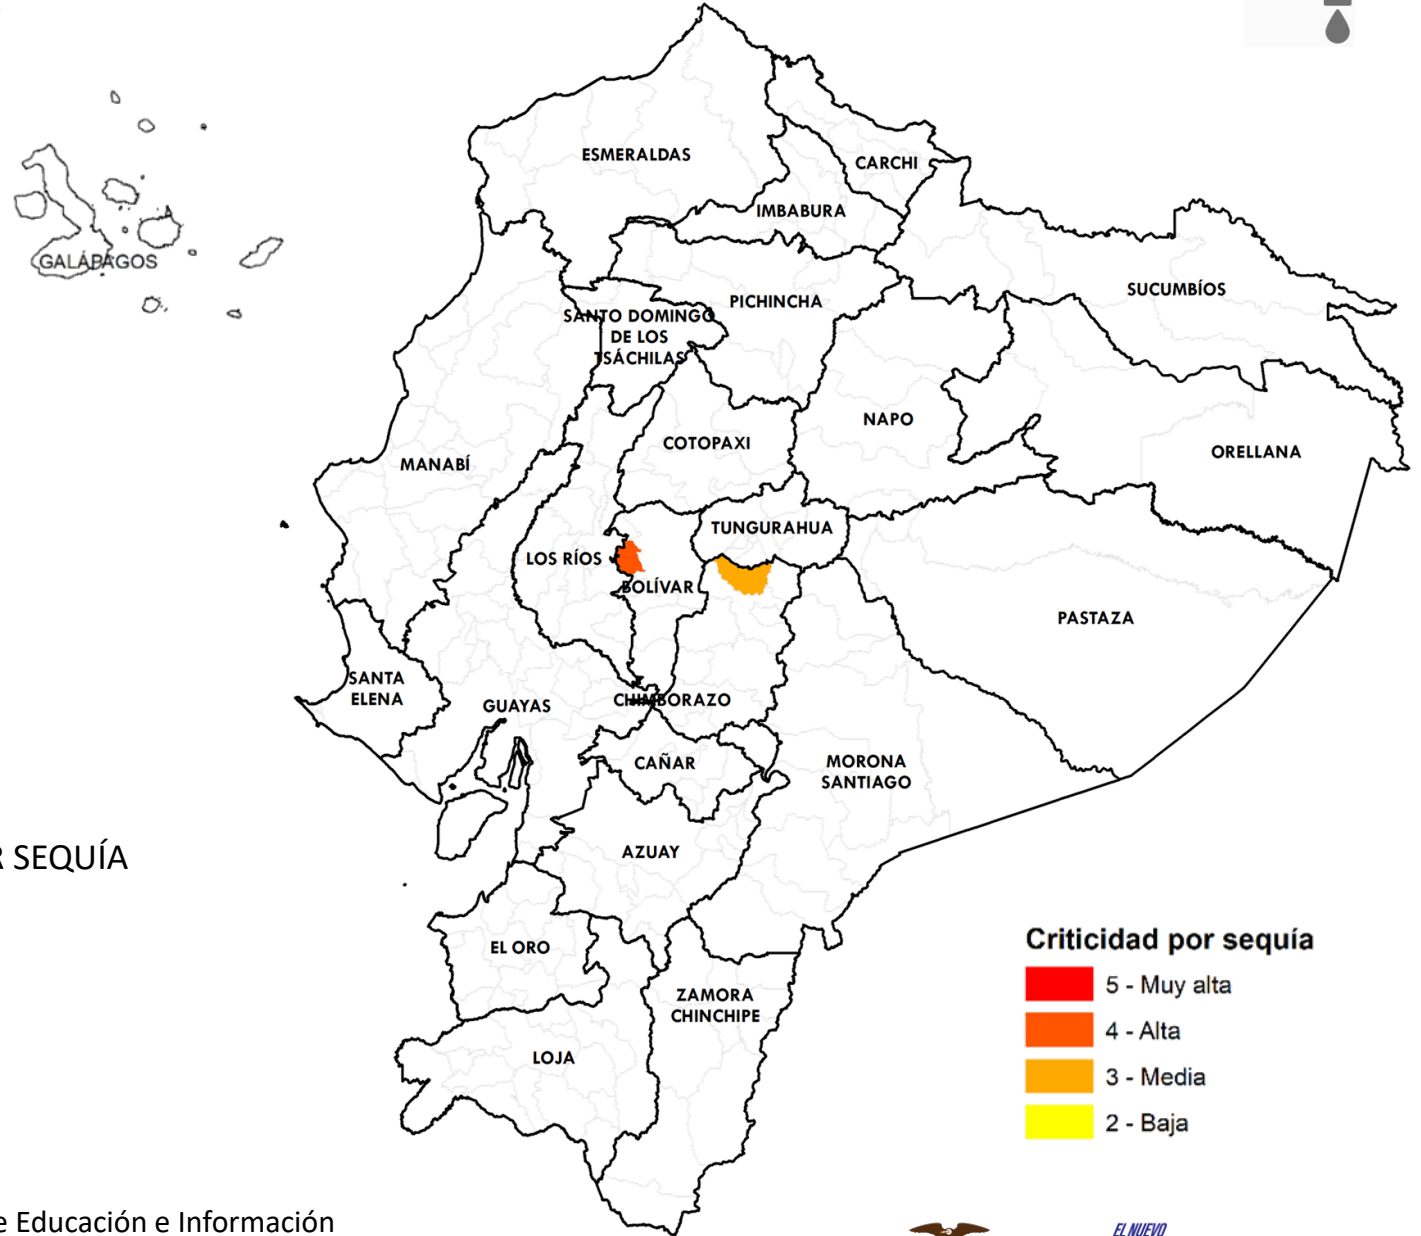 ESMERALDAS
CARCHI
IMBABURA
GALÁPAGOS
SUCUMBÍOS
PICHINCHA
SANTO DOMINGO
DE LOS
TSÁCHILAS
NAPO
COTOPAXI
ORELLANA
MANABÍ
TUNGURAHUA
LOS RÍOS
BOLÍVAR
PASTAZA
SANTA
ELENA
GUAYAS
CHIMBORAZO
CAÑAR
MORONA
SANTIAGO
AZUAY
R SEQUÍA
EL ORO
ZAMORA
CHINCHIPE
LOJA
Criticidad por sequía
5 - Muy alta
4 - Alta
3 - Media
2 - Baja
e Educación e Información
EL NUEVO